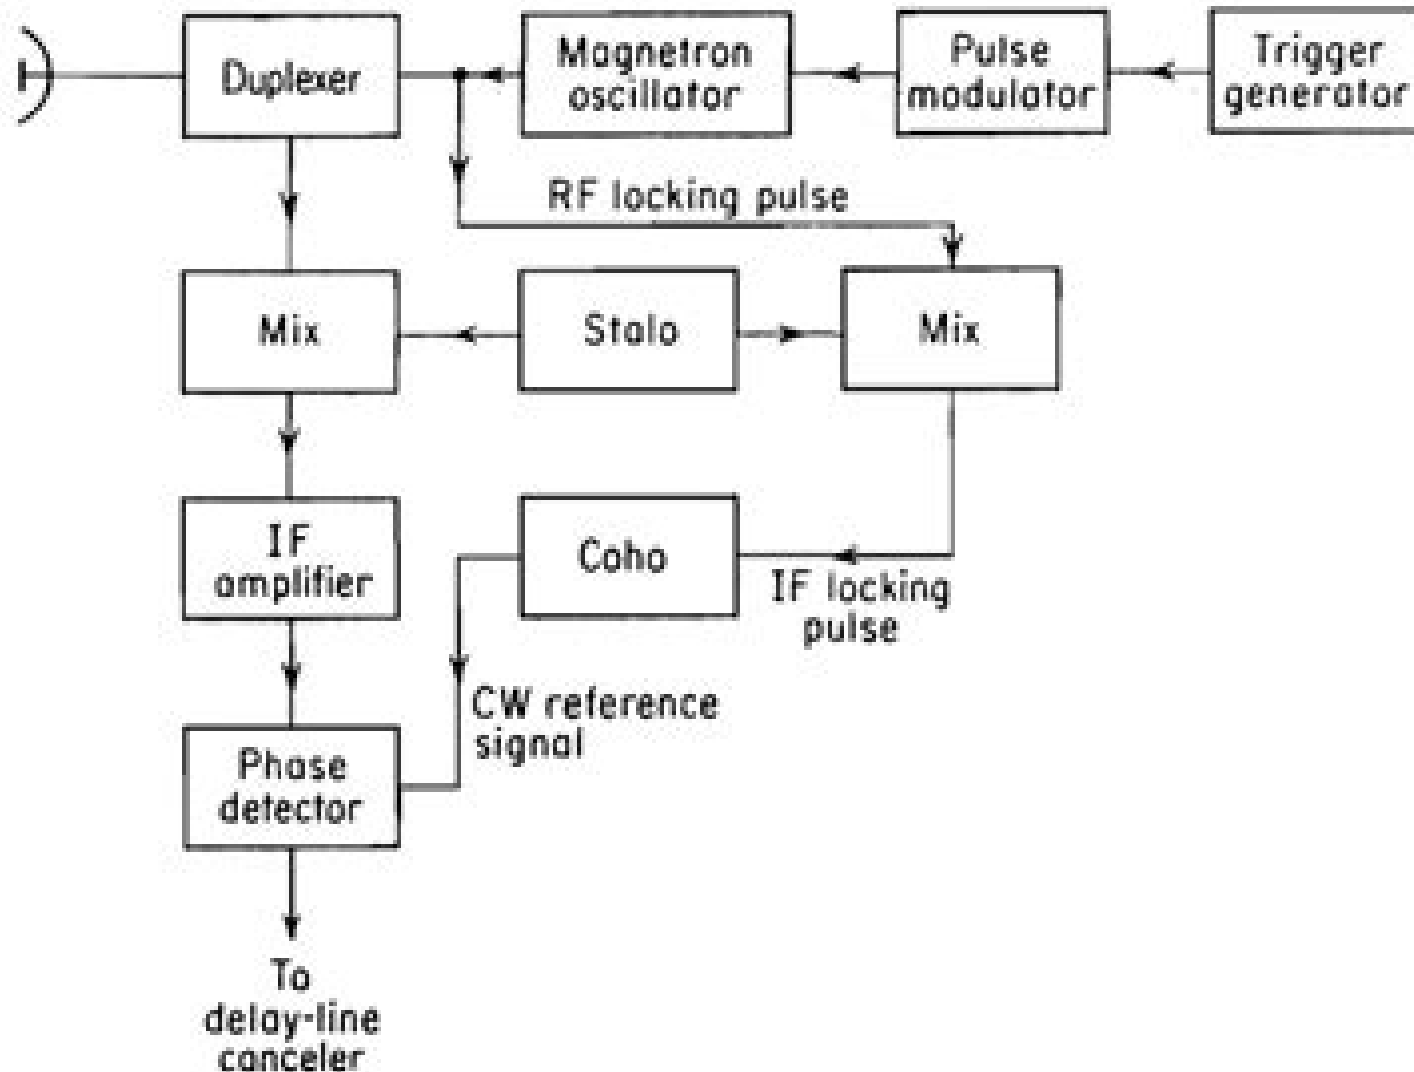 Duplexer
Magnetron
oscillator
Pulse
modulator
Trigger
generator
RF locking pulse
Mix
Stalo
Mix
IF
amplifier
Coho
IF locking
pulse
CW reference
signal
Phase
detector
To
delay-line
canceler